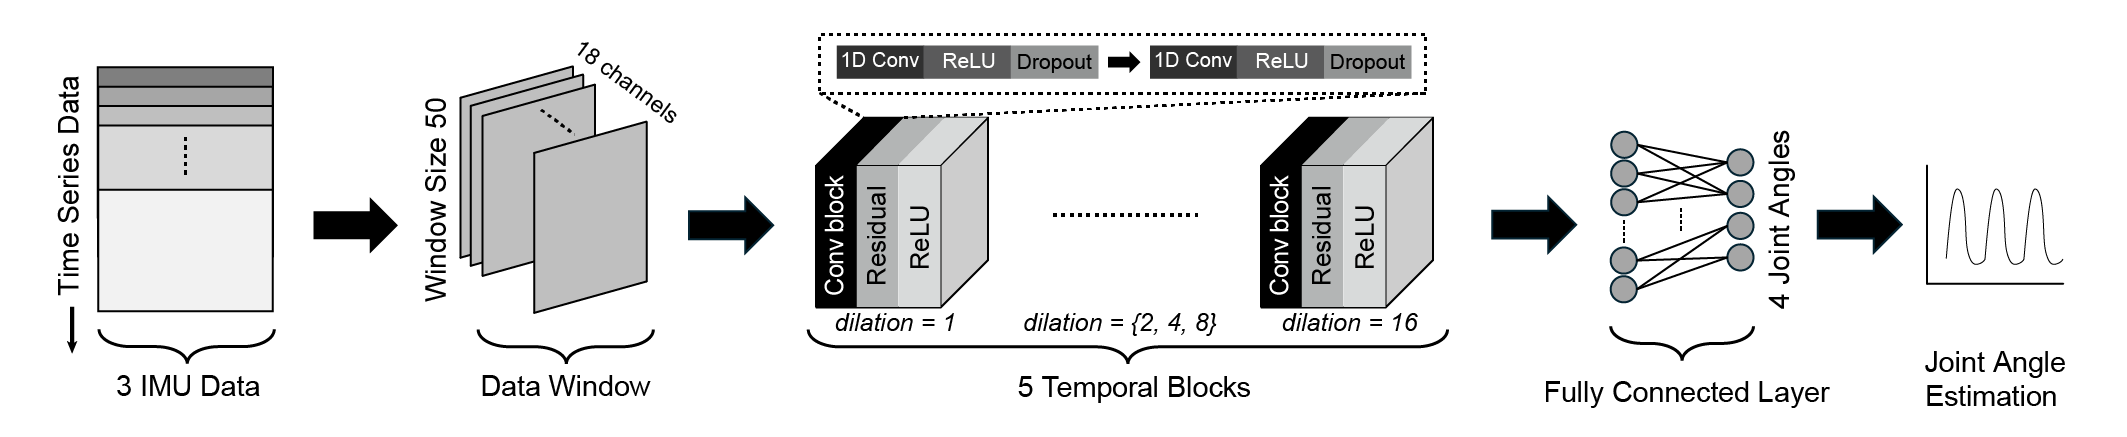 Time Series Data
3 IMU Data
Window Size 50
18 channels
Data Window
1D Conv ReLU Dropout 1D Conv ReLU Dropout
Conv block Residual ReLU
dilation = 1
dilation = {2, 4, 8}
Conv block Residual ReLU
dilation = 16
5 Temporal Blocks
4 Joint Angles
Fully Connected Layer
Joint Angle
Estimation